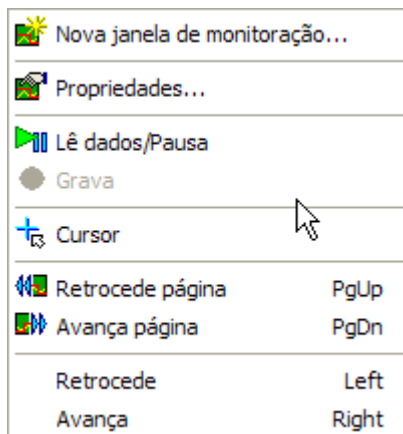 Nova janela de monitoração...
Propriedades...
Lê dados/Pausa
Grava
Cursor
Retrocede página PgUp
Avança página PgDn
Retrocede Left
Avança Right